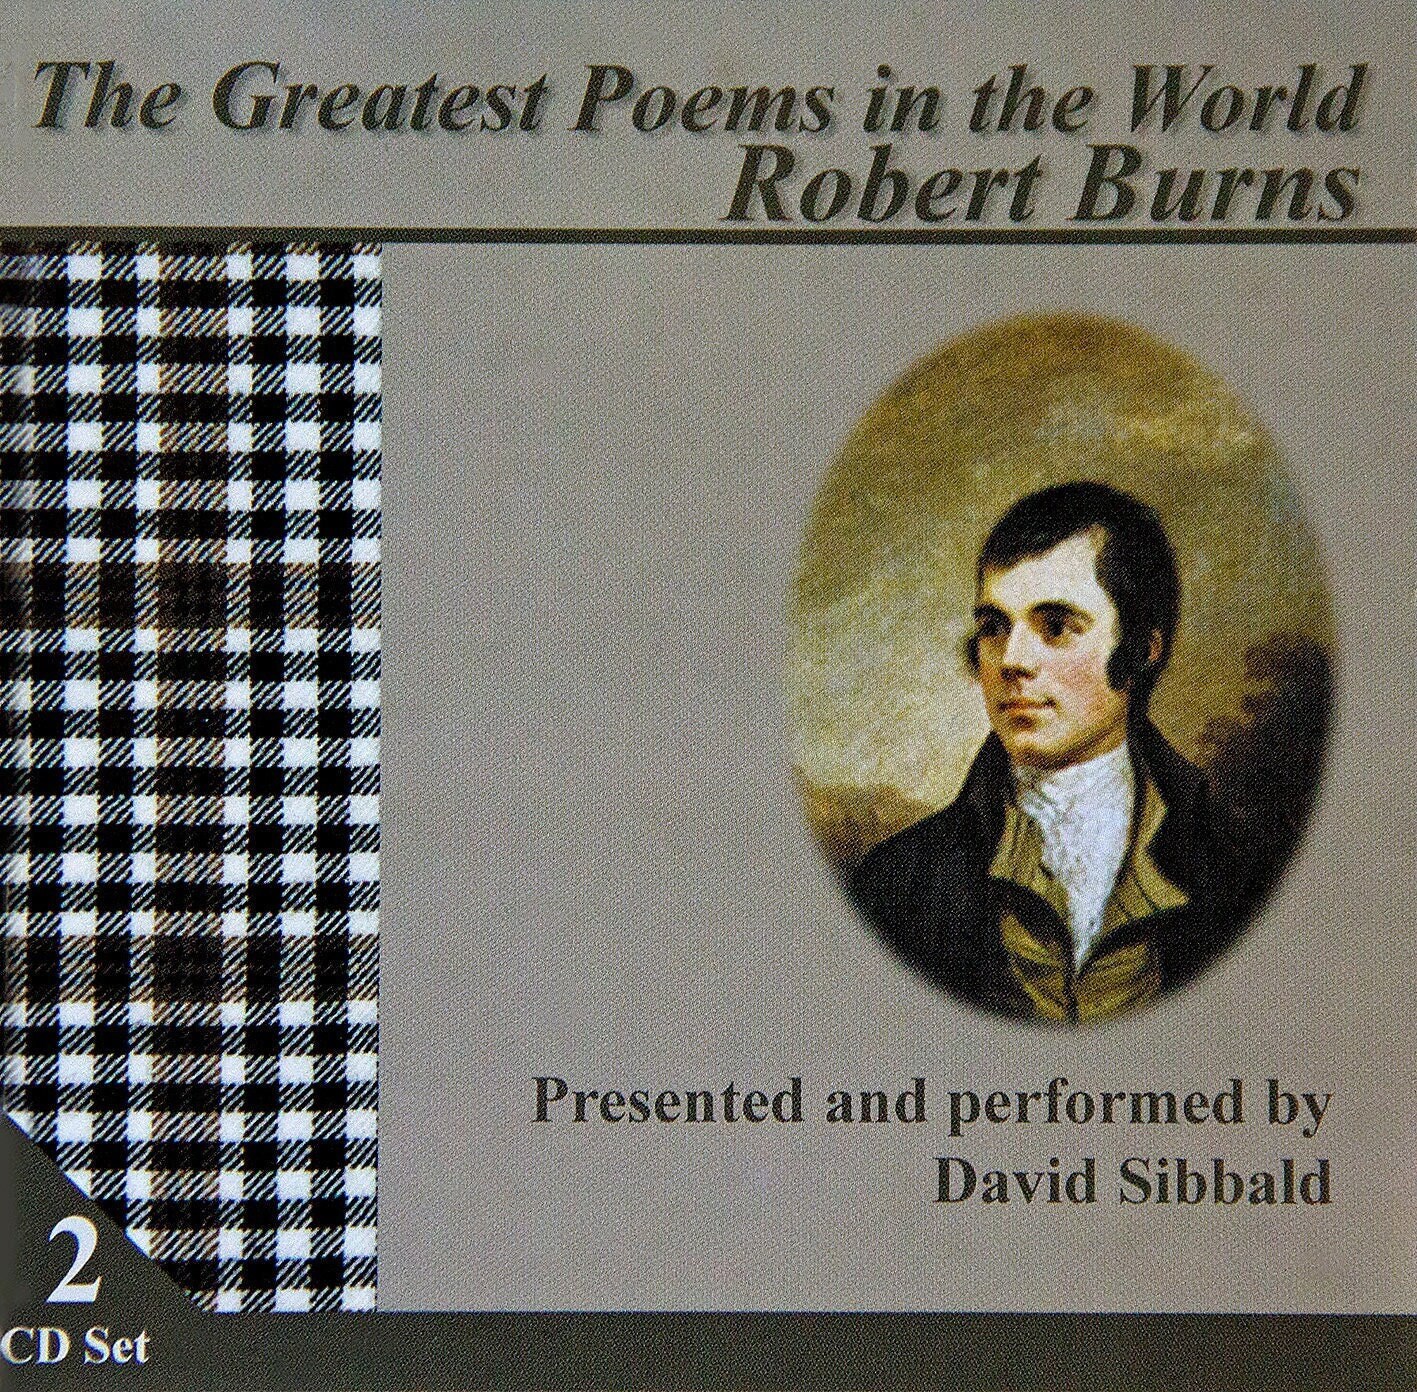 The Greatest Poems in the World
Robert Burns
Presented and performed by
David Sibbald
2
CD Set